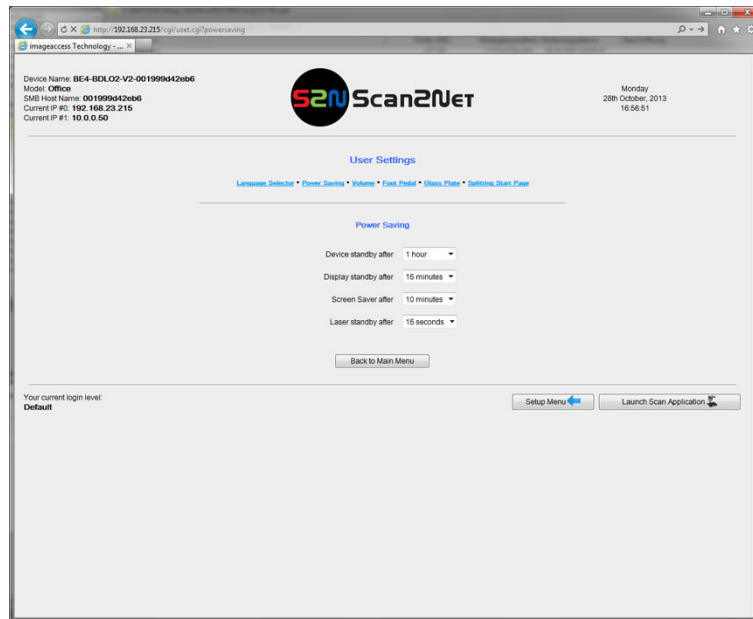 http://192.168.23.215/cgi/uset.cgi?powersaving
imageaccess Technology - ...
Device Name: BE4-BDLO2-V2-001999d42eb6
Model: Office
SMB Host Name: 001999d42eb6
Current IP #0: 192.168.23.215
Current IP #1: 10.0.0.50
S2N Scan2Net
Monday
28th October, 2013
16:56:51
User Settings
Language Selector * Power Saving * Volume * Foot Pedal * Glass Plate * Splitting Start Page
Power Saving
Device standby after 1 hour
Display standby after 15 minutes
Screen Saver after 10 minutes
Laser standby after 15 seconds
Back to Main Menu
Your current login level:
Default
Setup Menu
Launch Scan Application